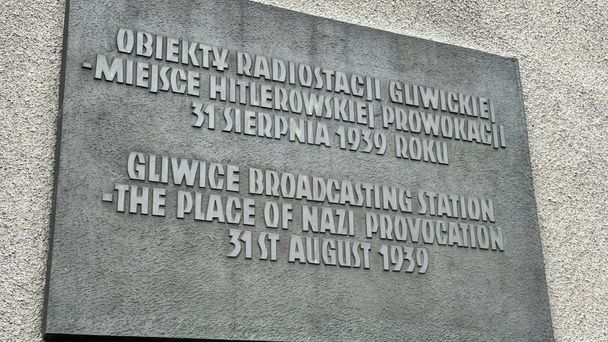 OBIEKTY RADIOSTACJI GLIWICKIEJ
-MIEJSCE HITLEROWSKIEJ PROWOKACJI
31 SIERPNIA 1939 ROKU
GLIWICE BROADCASTING STATION
-THE PLACE OF NAZI PROVOCATION
31 ST AUGUST 1939